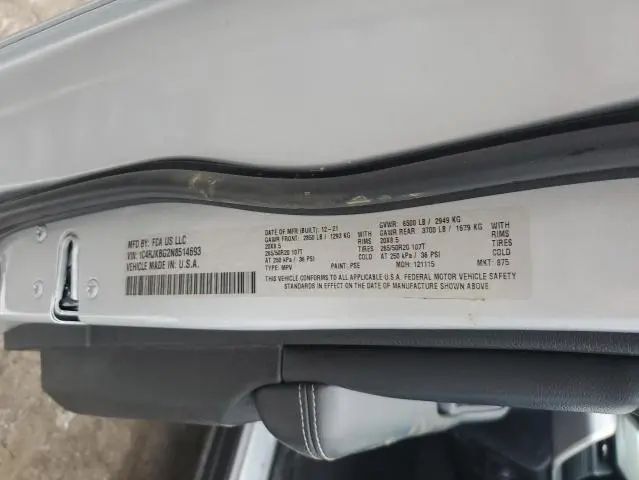 MFD BY: FCA US LLC
VIN: 1C4RJKBG2N8514693
VEHICLE MADE IN: U.S.A.
DATE OF MFR (BUILT): 12-21
GAWR FRONT: 2850 LB / 1293 KG WITH
20X8.5 RIMS
265/50R20 107T TIRES
AT 250 kPa / 36 PSI COLD
TYPE: MPV PAINT: PSE
GVWR: 6500 LB / 2949 KG
GAWR REAR 3700 LB / 1679 KG WITH
20X8.5 RIMS
265/50R20 107T TIRES
AT 250 kPa / 36 PSI COLD
MDH: 121115 MKT: 875
THIS VEHICLE CONFORMS TO ALL APPLICABLE U.S.A. FEDERAL MOTOR VEHICLE SAFETY
STANDARDS IN EFFECT ON THE DATE OF MANUFACTURE SHOWN ABOVE